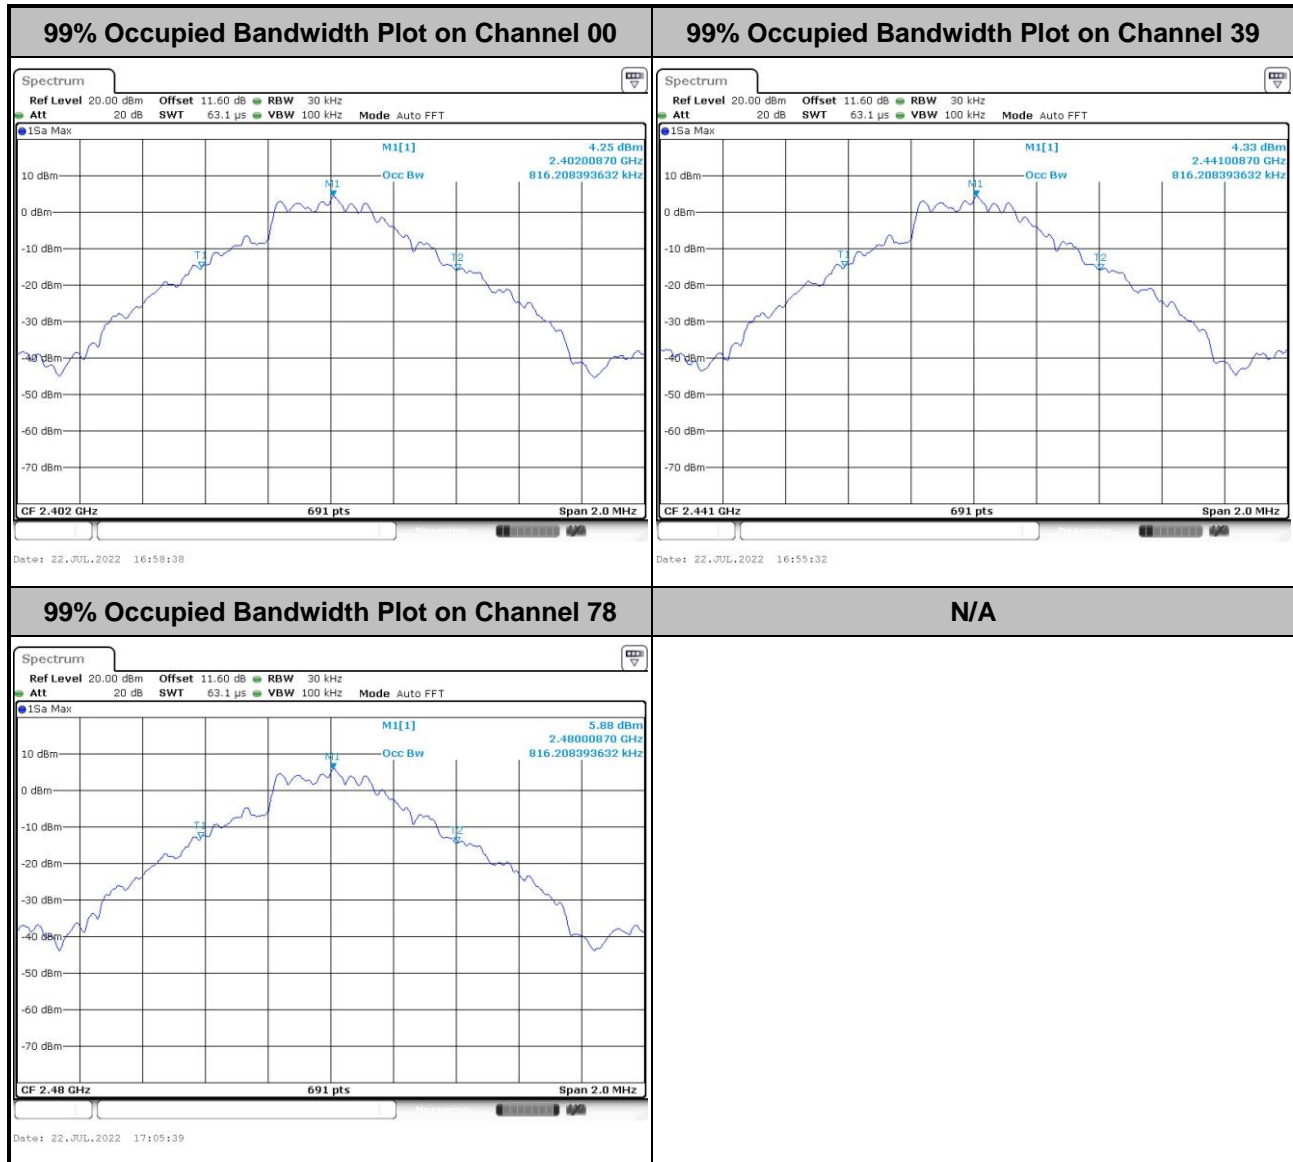 99% Occupied Bandwidth Plot on Channel 00
99% Occupied Bandwidth Plot on Channel 39
Spectrum
Ref Level 20.00 dBm Offset 11.60 dB RBW 30 kHz
Att 20 dB SWT 63.1 µs VBW 100 kHz Mode Auto FFT
1Sa Max
M1[1] 4.25 dBm
2.40200870 GHz
Occ Bw 816.208393632 kHz
M1
T1
T2
10 dBm
0 dBm
-10 dBm
-20 dBm
-30 dBm
-40 dBm
-50 dBm
-60 dBm
-70 dBm
CF 2.402 GHz 691 pts Span 2.0 MHz
Date: 22.JUL.2022 16:58:38
Spectrum
Ref Level 20.00 dBm Offset 11.60 dB RBW 30 kHz
Att 20 dB SWT 63.1 µs VBW 100 kHz Mode Auto FFT
1Sa Max
M1[1] 4.33 dBm
2.44100870 GHz
Occ Bw 816.208393632 kHz
M1
T1
T2
10 dBm
0 dBm
-10 dBm
-20 dBm
-30 dBm
-40 dBm
-50 dBm
-60 dBm
-70 dBm
CF 2.441 GHz 691 pts Span 2.0 MHz
Date: 22.JUL.2022 16:55:32
99% Occupied Bandwidth Plot on Channel 78
N/A
Spectrum
Ref Level 20.00 dBm Offset 11.60 dB RBW 30 kHz
Att 20 dB SWT 63.1 µs VBW 100 kHz Mode Auto FFT
1Sa Max
M1[1] 5.88 dBm
2.48000870 GHz
Occ Bw 816.208393632 kHz
M1
T1
T2
10 dBm
0 dBm
-10 dBm
-20 dBm
-30 dBm
-40 dBm
-50 dBm
-60 dBm
-70 dBm
CF 2.48 GHz 691 pts Span 2.0 MHz
Date: 22.JUL.2022 17:05:39